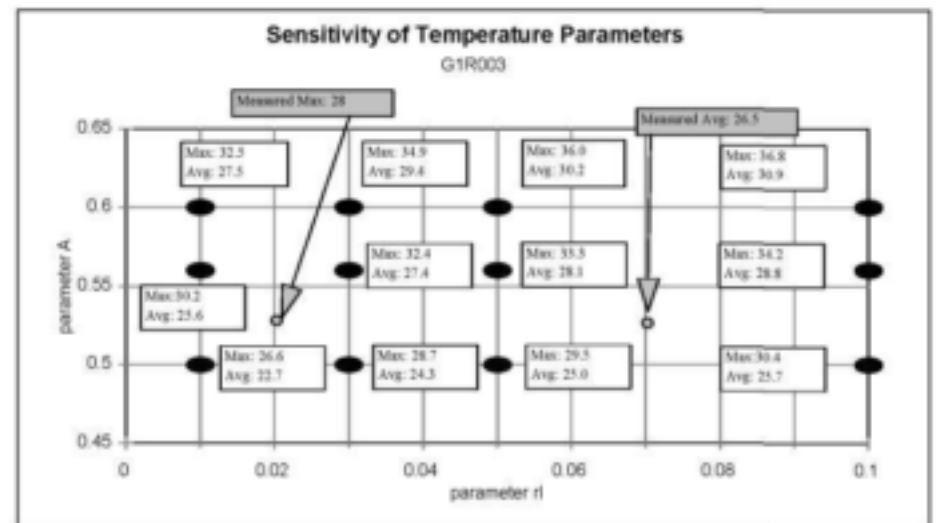 Sensitivity of Temperature Parameters
G1R003
Measured Max: 28
Measured Avg: 26.5
0.65
Max: 32.5
Avg: 27.5
Max: 34.9
Avg: 29.4
Max: 36.0
Avg: 30.2
Max: 36.8
Avg: 30.9
0.6
Max: 32.4
Avg: 27.4
Max: 33.3
Avg: 28.1
Max: 34.2
Avg: 28.8
parameter A
0.55
Max:30.2
Avg: 25.6
0.5
Max: 26.6
Avg: 22.7
Max: 28.7
Avg: 24.3
Max: 29.5
Avg: 25.0
Max:30.4
Avg: 25.7
0.45
0
0.02
0.04
0.06
0.08
0.1
parameter rl